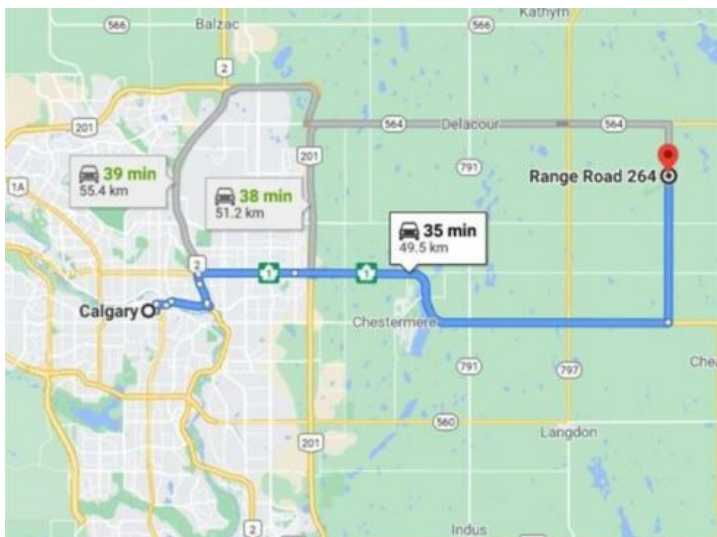 Kathyrn
566
Balzac
566
2
201
564
Delacour
564
201
791
39 min
55.4 km
38 min
51.2 km
Range Road 264
1A
35 min
49.5 km
2
1
1
Calgary
Chestermere
791
797
560
Langdon
201
2
Indus